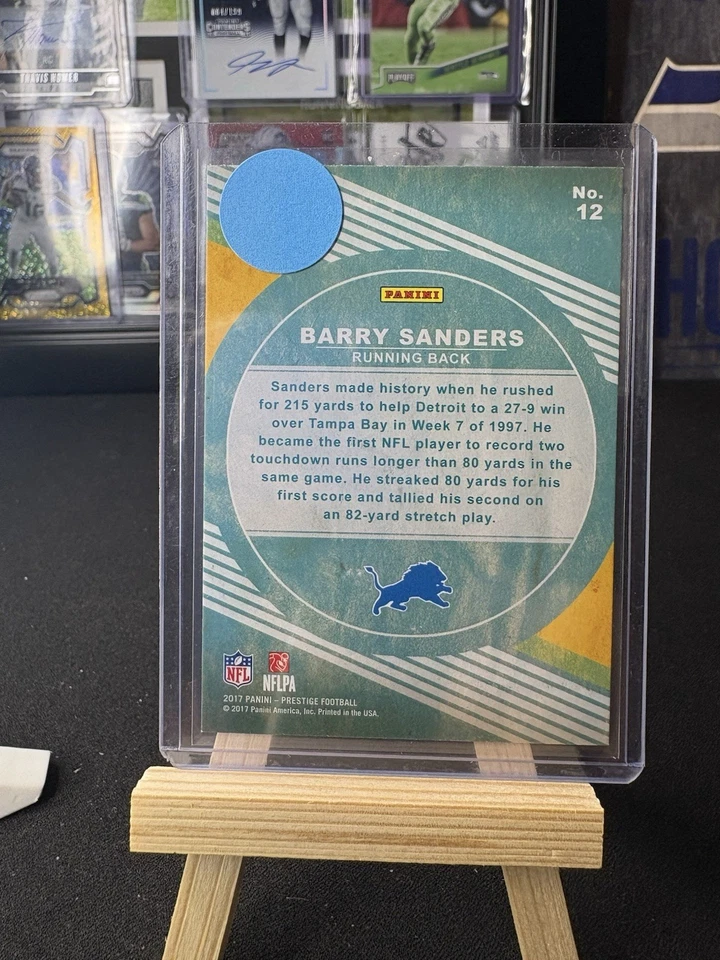 TRAVIS HOMER
RC
PLAYOFF
No.
12
PANINI
BARRY SANDERS
RUNNING BACK
Sanders made history when he rushed
for 215 yards to help Detroit to a 27-9 win
over Tampa Bay in Week 7 of 1997. He
became the first NFL player to record two
touchdown runs longer than 80 yards in the
same game. He streaked 80 yards for his
first score and tallied his second on
an 82-yard stretch play.
NFL
NFLPA
2017 PANINI – PRESTIGE FOOTBALL
© 2017 Panini America, Inc. Printed in the USA.